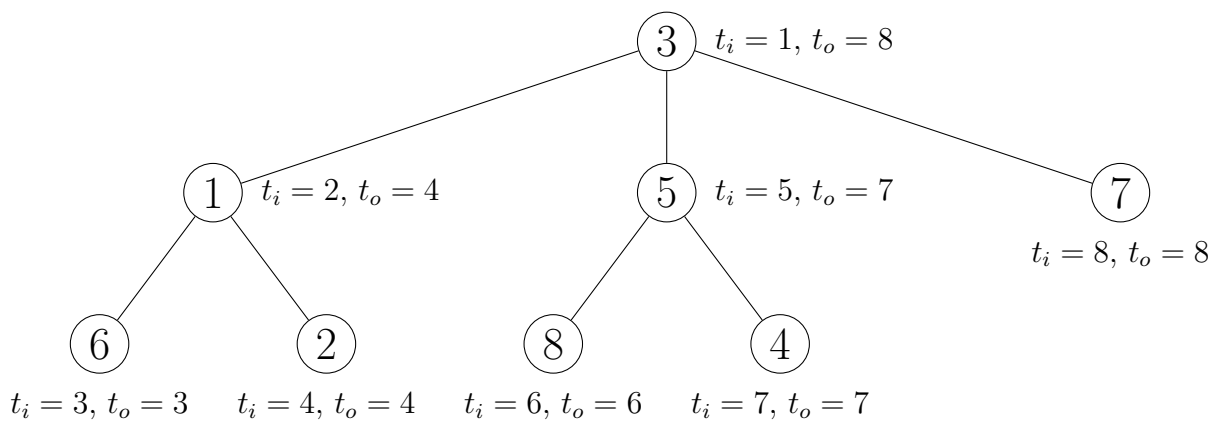 3 t_i = 1, t_o = 8
1 t_i = 2, t_o = 4
5 t_i = 5, t_o = 7
7
t_i = 8, t_o = 8
6
2
8
4
t_i = 3, t_o = 3
t_i = 4, t_o = 4
t_i = 6, t_o = 6
t_i = 7, t_o = 7